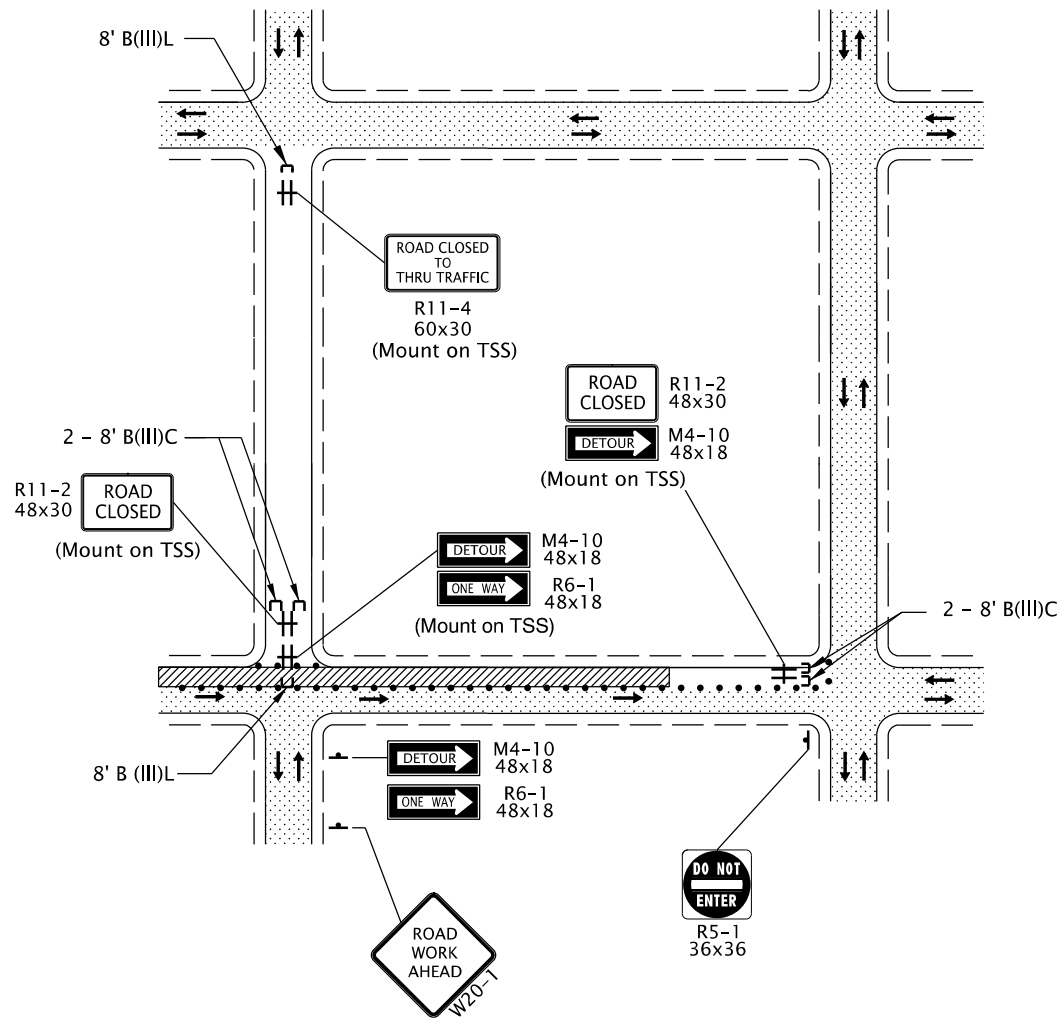 8' B(III)L
ROAD CLOSED
TO
THRU TRAFFIC
R11-4
60x30
(Mount on TSS)
ROAD
CLOSED
R11-2
48x30
DETOUR
M4-10
48x18
(Mount on TSS)
2 - 8' B(III)C
R11-2
48x30
ROAD
CLOSED
(Mount on TSS)
DETOUR
M4-10
48x18
ONE WAY
R6-1
48x18
(Mount on TSS)
2 - 8' B(III)C
8' B (III)L
DETOUR
M4-10
48x18
ONE WAY
R6-1
48x18
DO NOT
ENTER
R5-1
36x36
ROAD
WORK
AHEAD
W20-1